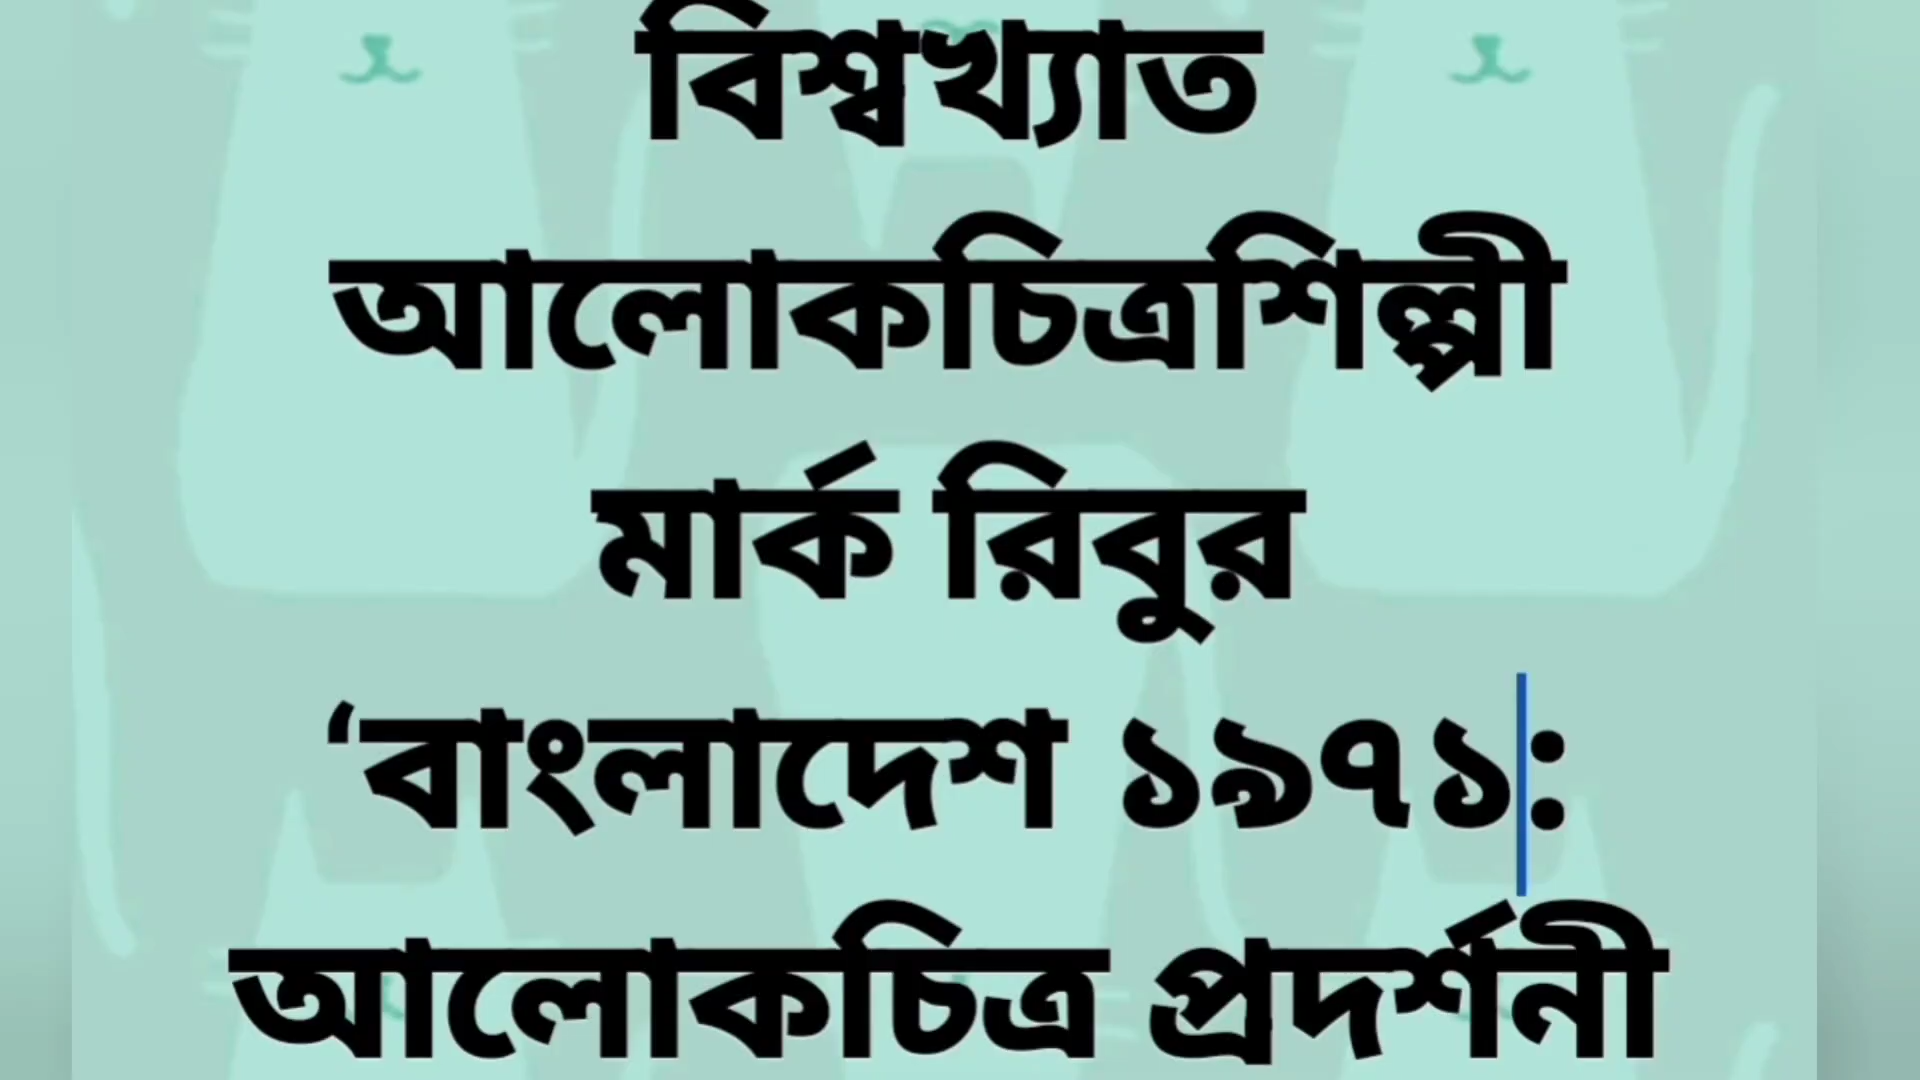 বিশ্বখ্যাত
আলোকচিত্রশিল্পী
মার্ক রিবুর
‘বাংলাদেশ ১৯৭১:
আলোকচিত্র প্রদর্শনী